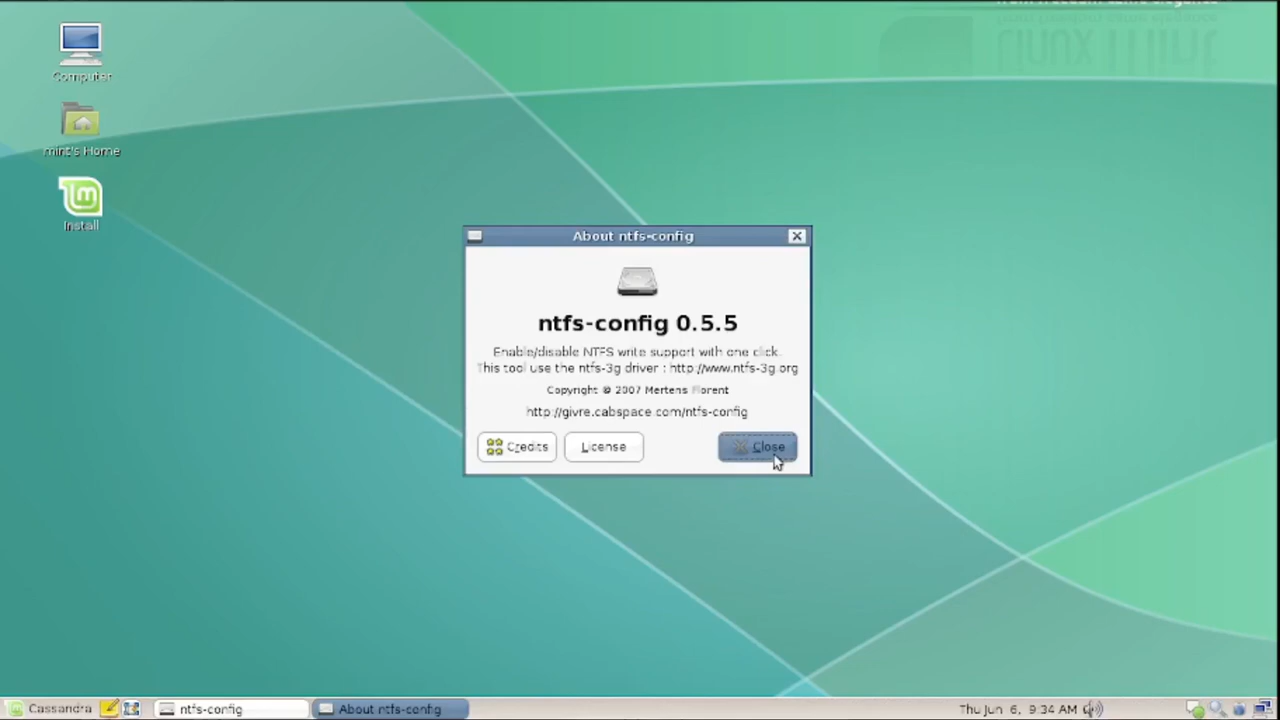 Linux Mint
Computer
mint's Home
Install
About ntfs-config
ntfs-config 0.5.5
Enable/disable NTFS write support with one click.
This tool use the ntfs-3g driver : http://www.ntfs-3g.org
Copyright © 2007 Mertens Florent
http://givre.cabspace.com/ntfs-config
Credits
License
Close
Cassandra
ntfs-config
About ntfs-config
Thu Jun 6, 9:34 AM